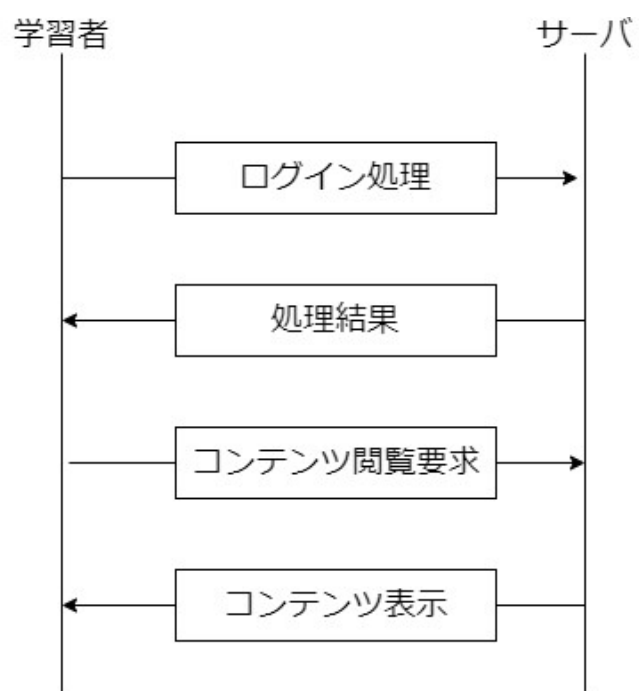 学習者
サーバ
ログイン処理
処理結果
コンテンツ閲覧要求
コンテンツ表示